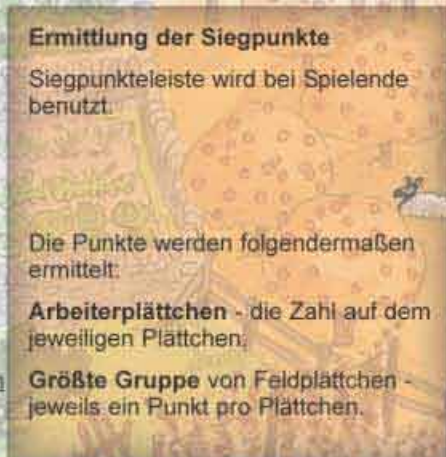 Ermittlung der Siegpunkte
Siegpunkteleiste wird bei Spielende
benutzt.
Die Punkte werden folgendermaßen
ermittelt:
Arbeiterplättchen - die Zahl auf dem
jeweiligen Plättchen.
Größte Gruppe von Feldplättchen -
jeweils ein Punkt pro Plättchen.